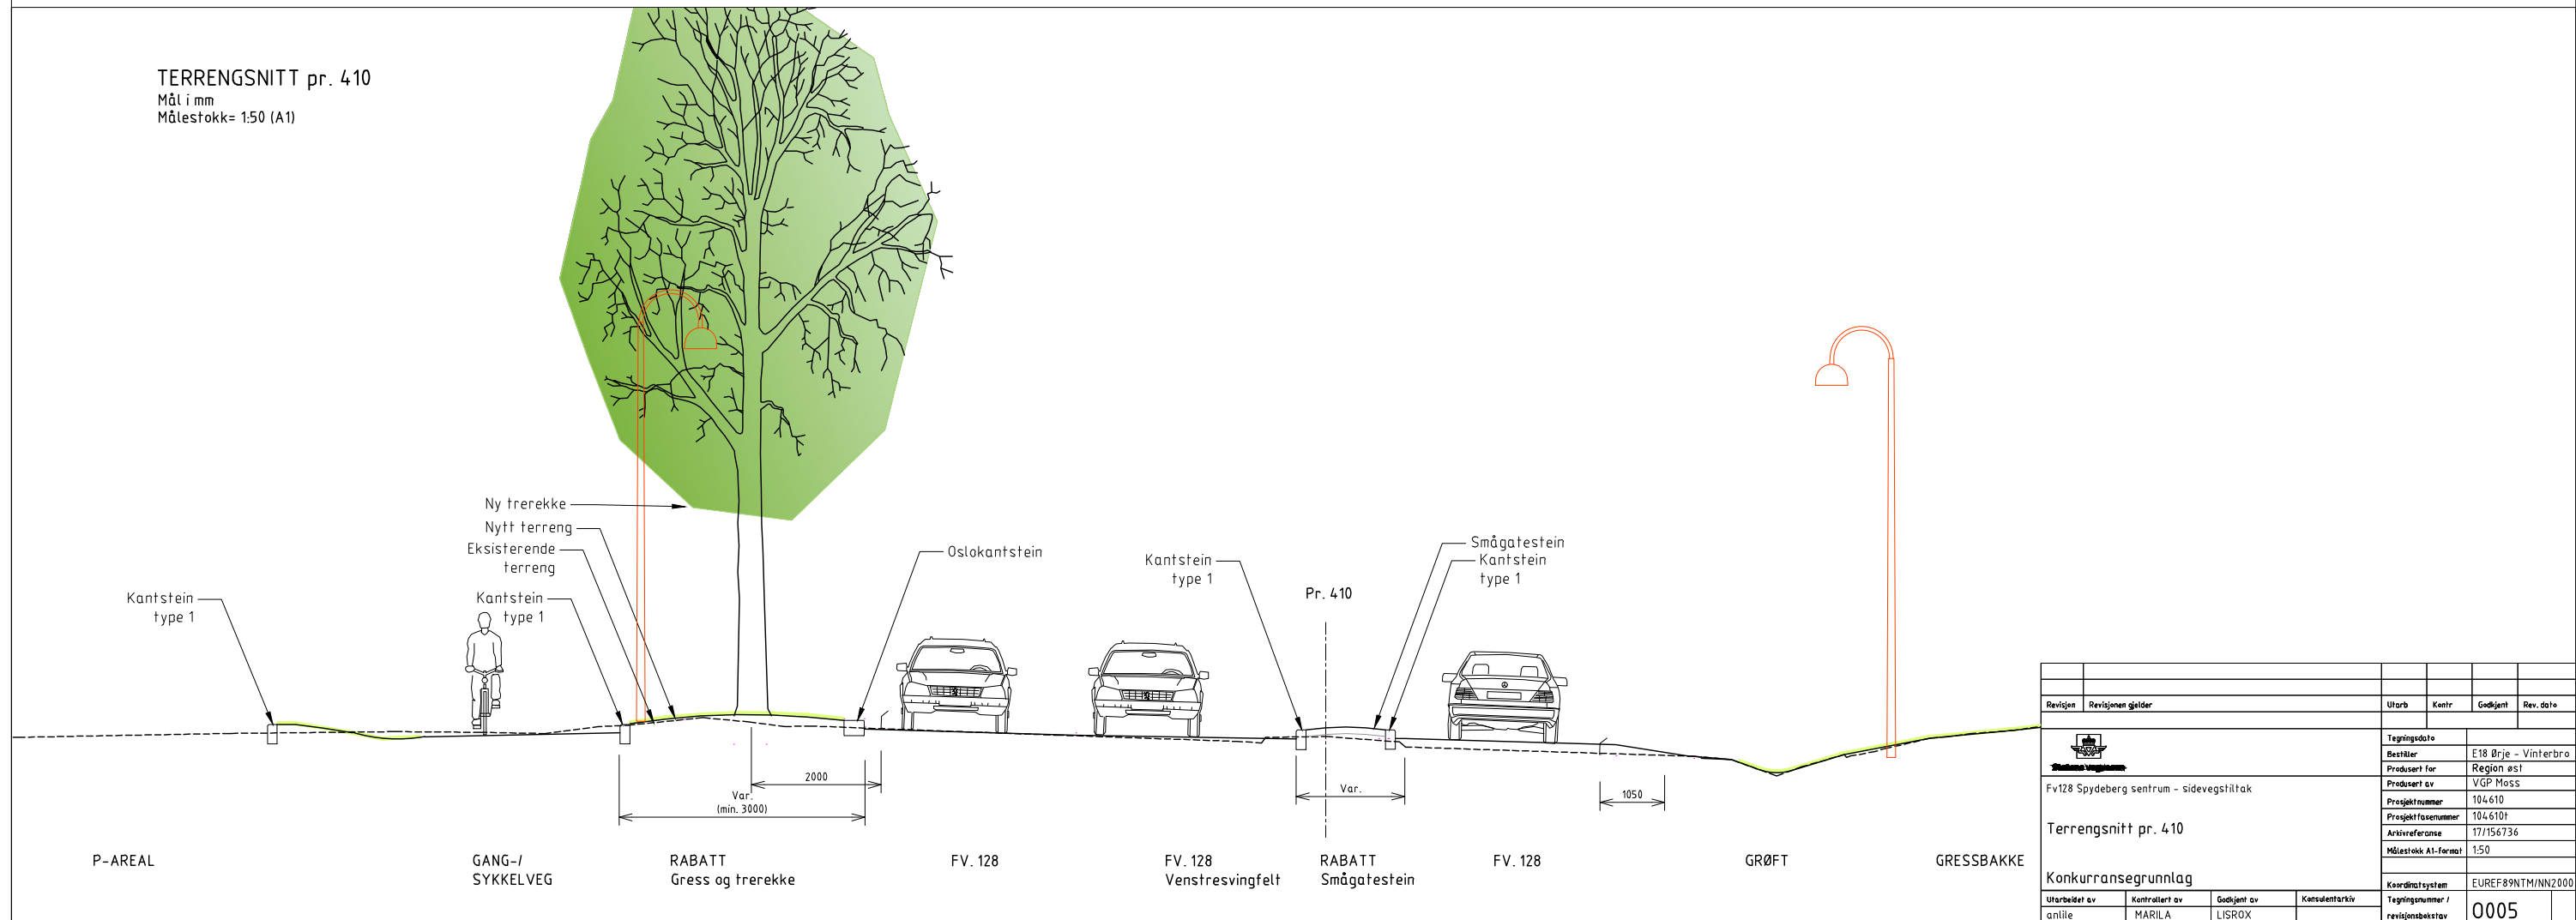 TERRENGSNITT pr. 410
Mål i mm
Målestokk= 1:50 (A1)
Ny trerekke
Nytt terreng
Eksisterende
terreng
Kantstein
type 1
Kantstein
type 1
Oslokantstein
Kantstein
type 1
Pr. 410
Smågatestein
Kantstein
type 1
2000
Var.
(min. 3000)
Var.
1050
P-AREAL
GANG-/
SYKKELVEG
RABATT
Gress og trerekke
FV. 128
FV. 128
Venstresvingfelt
RABATT
Smågatestein
FV. 128
GRØFT
GRESSBAKKE
Revisjon Revisjonen gjelder Utarb Kontr Godkjent Rev. dato
Statens vegvesen
Tegningsdato
Bestiller E18 Ørje - Vinterbro
Produsert for Region øst
Produsert av VGP Moss
Prosjektnummer 104610
Prosjektfasenummer 104610t
Arkivreferanse 17/156736
Målestokk A1-format 1:50
Koordinatsystem EUREF89NTM/NN2000
Fv128 Spydeberg sentrum - sidevegstiltak
Terrengsnitt pr. 410
Konkurransegrunnlag
Utarbeidet av Kontrollert av Godkjent av Konsulentarkiv
anlile MARILA LISROX
Tegningsnummer /
revisjonsbokstav
O005